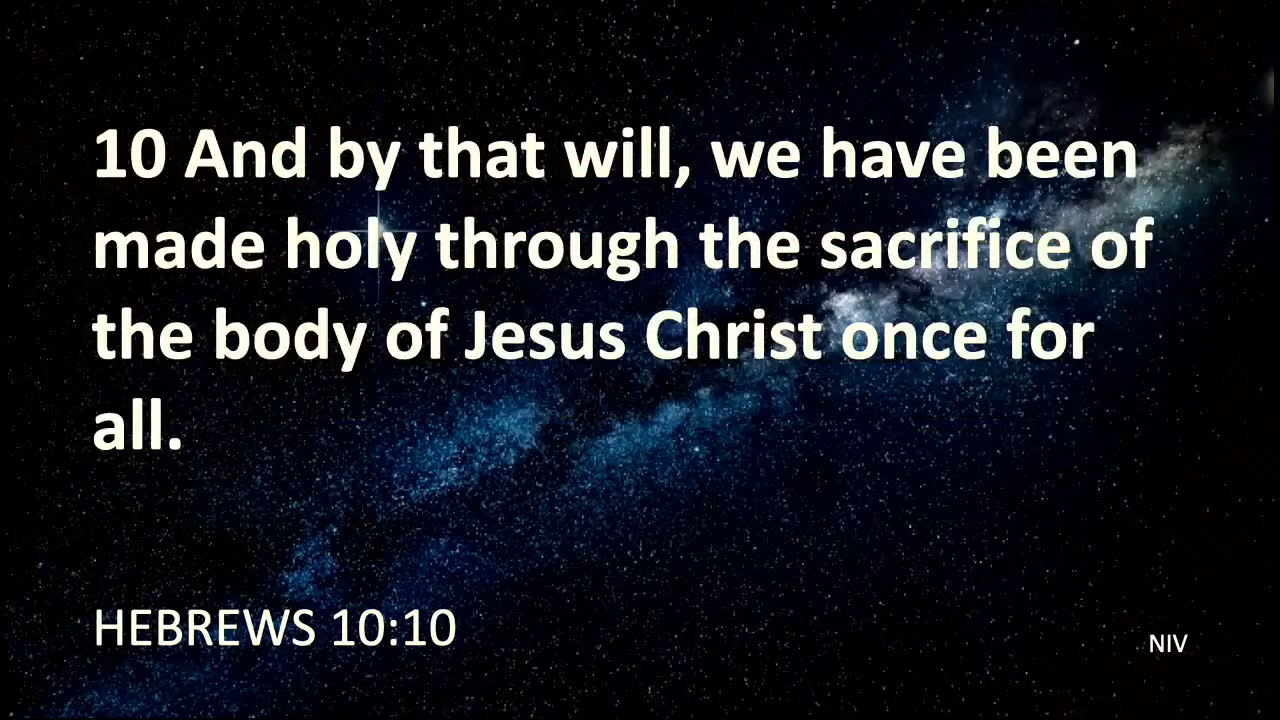 10 And by that will, we have been
made holy through the sacrifice of
the body of Jesus Christ once for
all.
HEBREWS 10:10
NIV